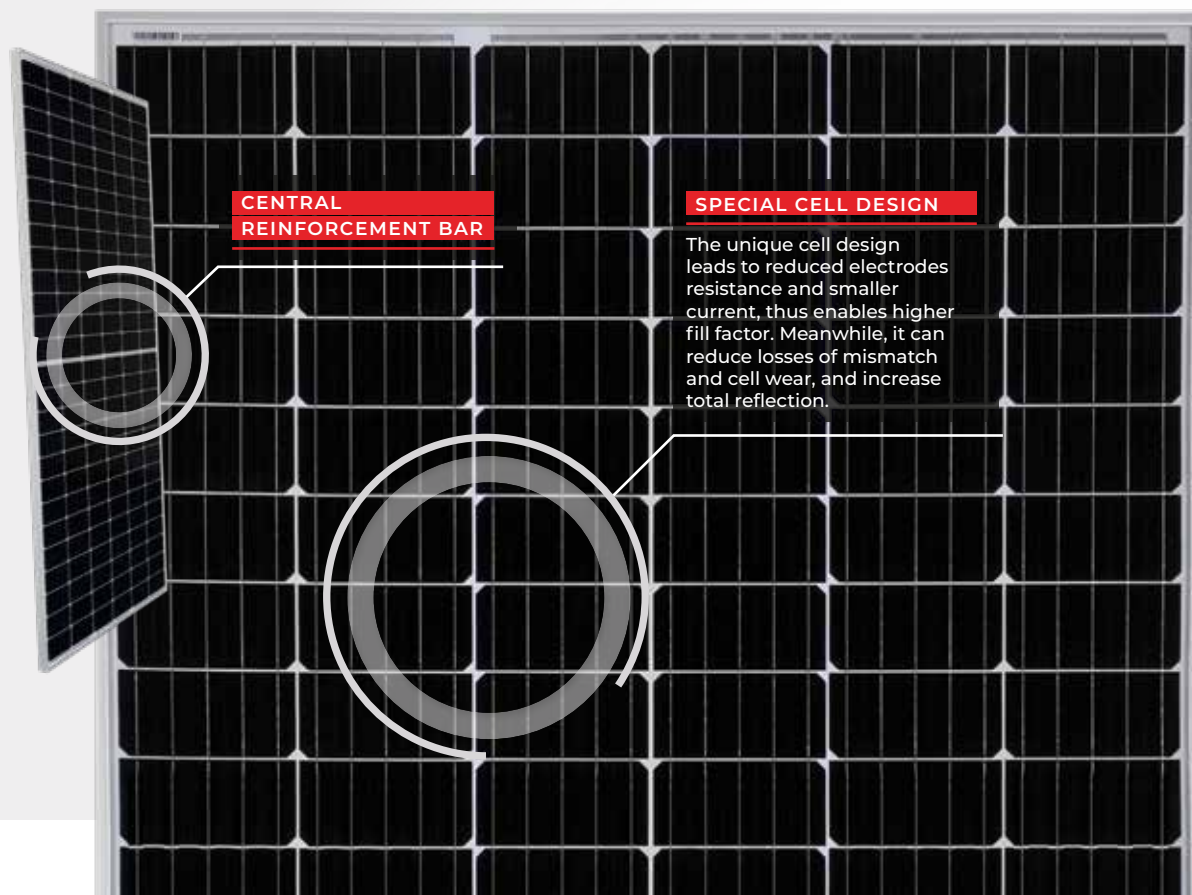 CENTRAL
REINFORCEMENT BAR
SPECIAL CELL DESIGN
The unique cell design
leads to reduced electrodes
resistance and smaller
current, thus enables higher
fill factor. Meanwhile, it can
reduce losses of mismatch
and cell wear, and increase
total reflection.